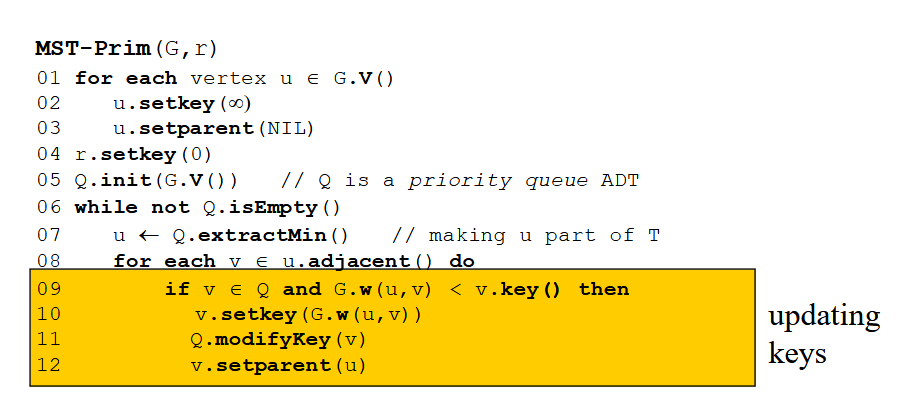 MST-Prim(G,r)
01 for each vertex u ∈ G.V()
02 u.setkey(∞)
03 u.setparent(NIL)
04 r.setkey(0)
05 Q.init(G.V()) // Q is a priority queue ADT
06 while not Q.isEmpty()
07 u ← Q.extractMin() // making u part of T
08 for each v ∈ u.adjacent() do
09 if v ∈ Q and G.w(u,v) < v.key() then
10 v.setkey(G.w(u,v))
11 Q.modifyKey(v)
12 v.setparent(u)
updating
keys